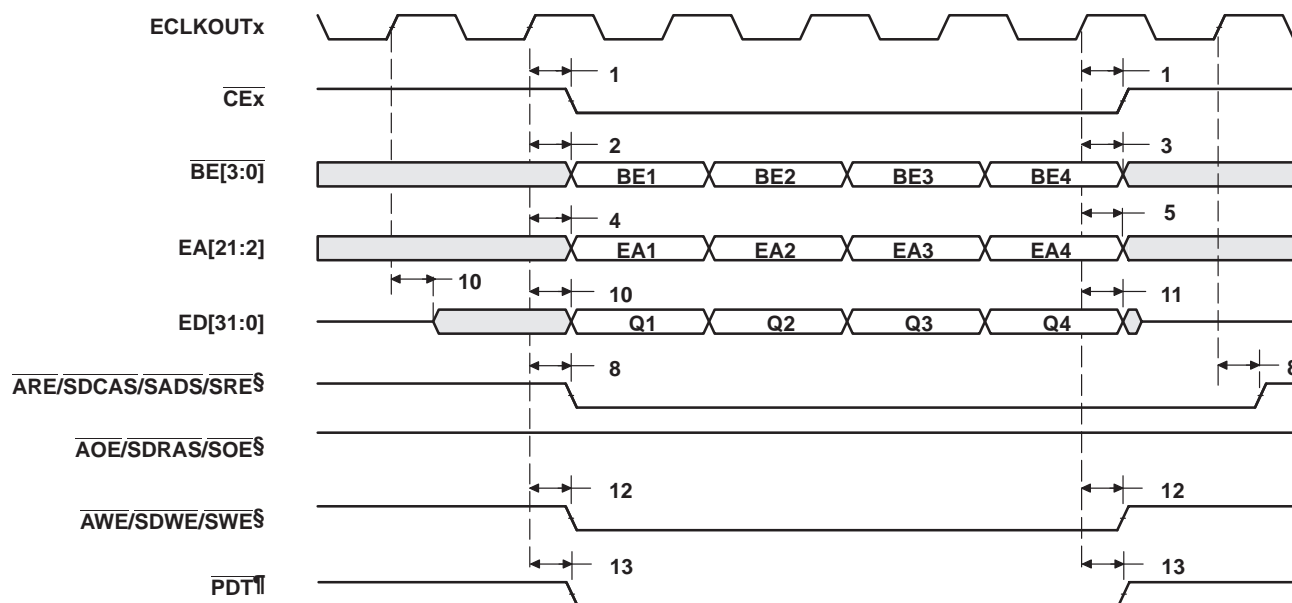 ECLKOUTx
1 1
CEx
2 3
BE[3:0]
BE1 BE2 BE3 BE4
4 5
EA[21:2]
EA1 EA2 EA3 EA4
10 10 11
ED[31:0]
Q1 Q2 Q3 Q4
8 8
ARE/SDCAS/SADS/SRE§
AOE/SDRAS/SOE§
12 12
AWE/SDWE/SWE§
13 13
PDT¶